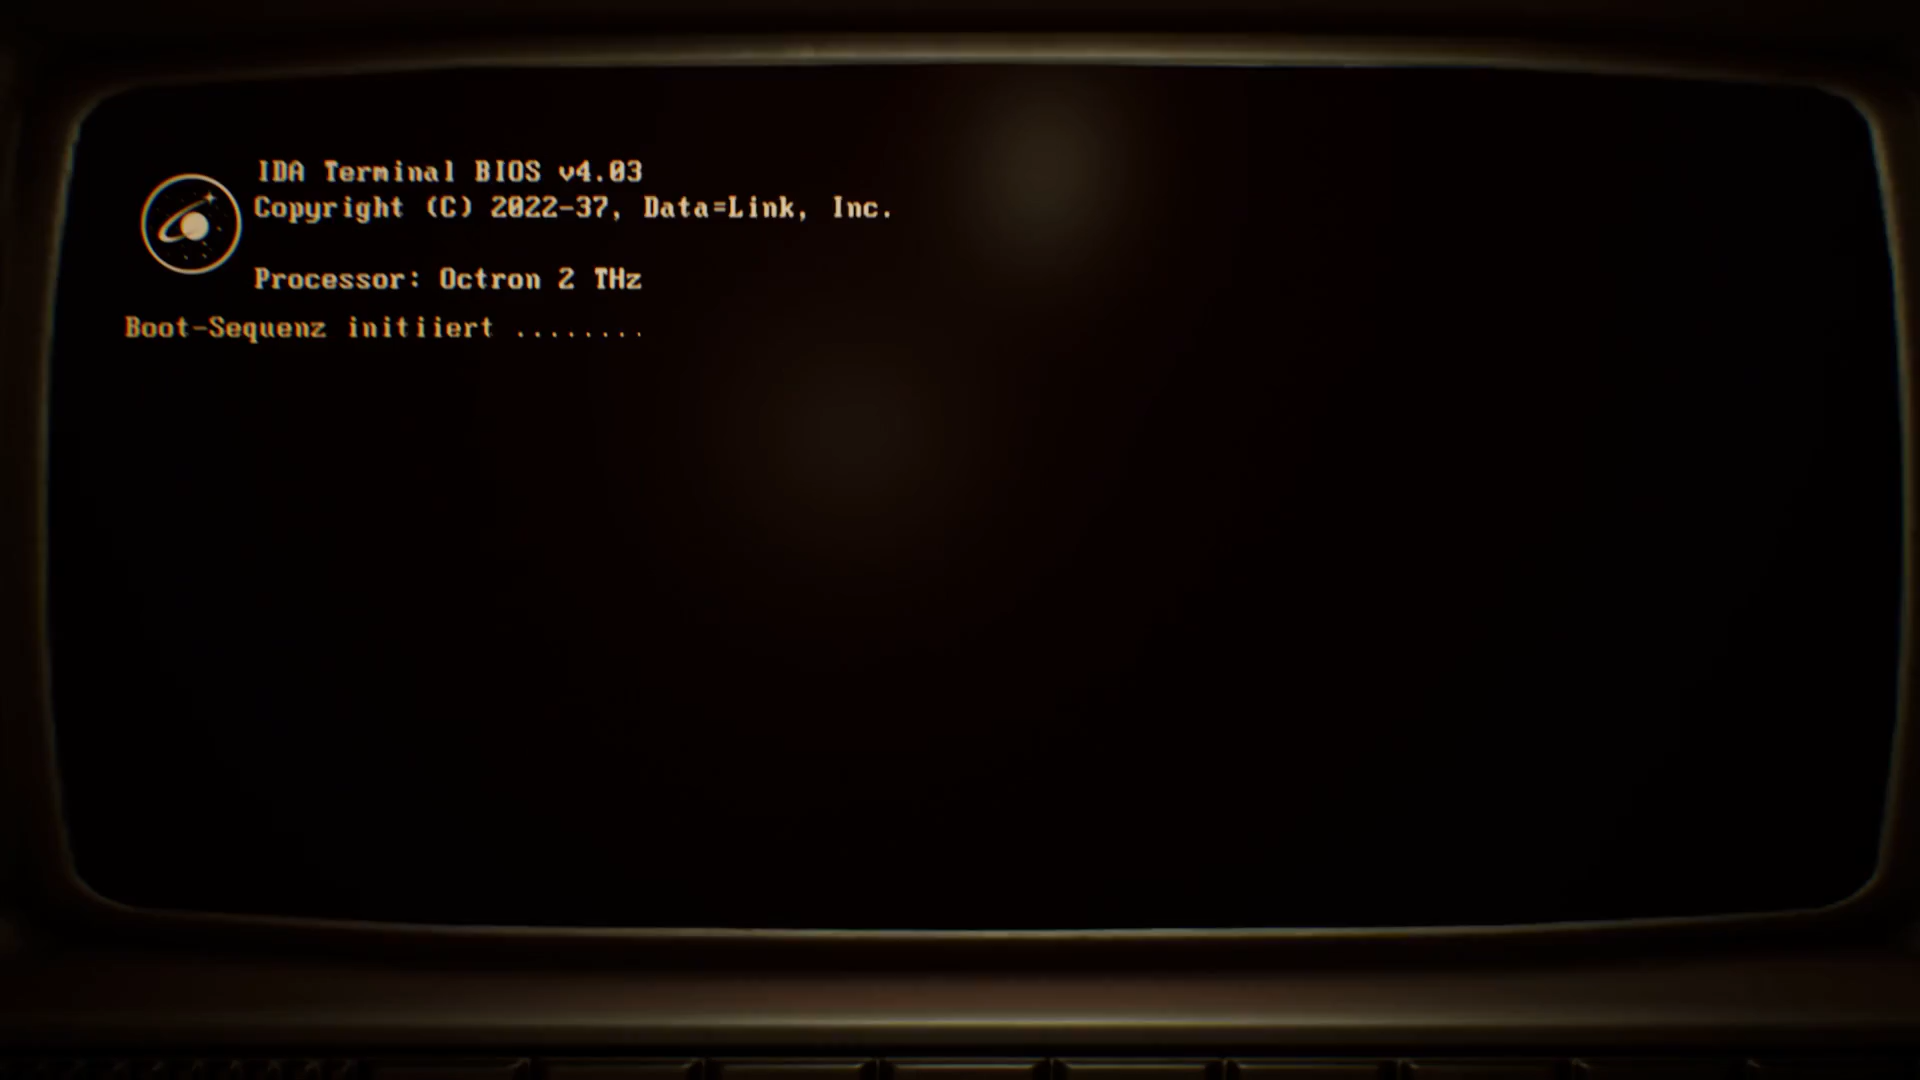 IDA Terminal BIOS v4.03
Copyright (C) 2022-37, Data=Link, Inc.
Processor: Octron 2 THz
Boot-Sequenz initiiert ........